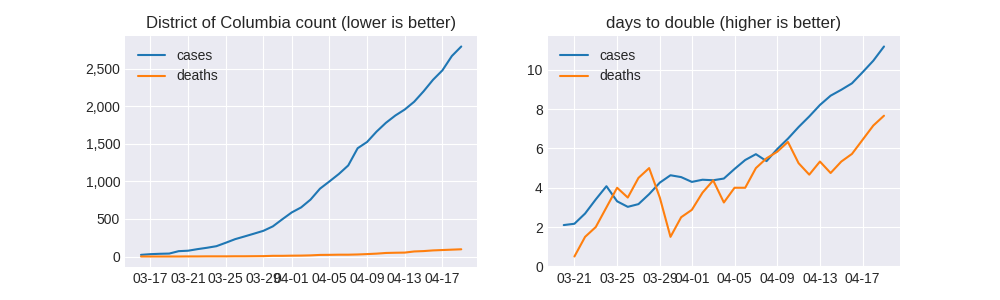 District of Columbia count (lower is better)
cases
deaths
2,500
2,000
1,500
1,000
500
0
03-17 03-21 03-25 03-29 04-01 04-05 04-09 04-13 04-17
days to double (higher is better)
cases
deaths
10
8
6
4
2
0
03-21 03-25 03-29 04-01 04-05 04-09 04-13 04-17